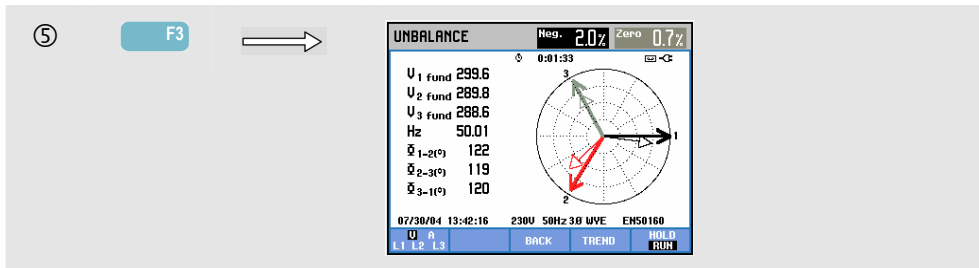 ⑤ F3
UNBALANCE Neg. 2.0% Zero 0.7%
0:01:33
V1 fund 299.6
V2 fund 289.8
V3 fund 288.6
Hz 50.01
Φ1-2(°) 122
Φ2-3(°) 119
Φ3-1(°) 120
3
1
2
07/30/04 13:42:16 230V 50Hz 3Ø WYE EN50160
V A
L1 L2 L3 BACK TREND HOLD
RUN